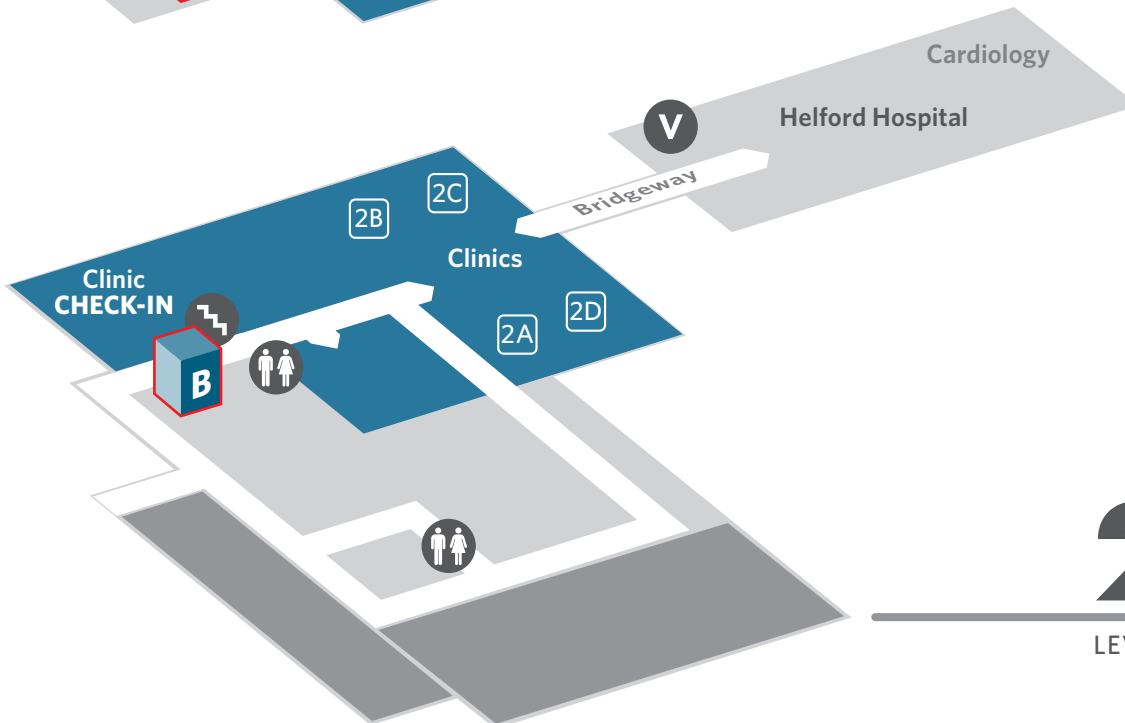 Cardiology
Helford Hospital
V
Bridgeway
2C
2B
Clinics
Clinic
CHECK-IN
2D
2A
B